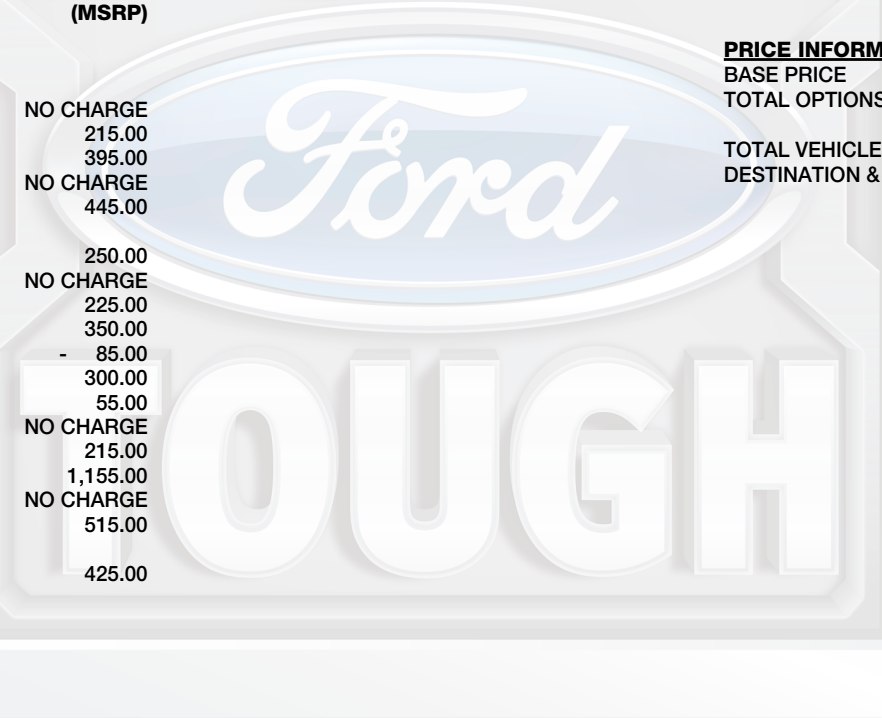 (MSRP)
NO CHARGE
215.00
395.00
NO CHARGE
445.00
250.00
NO CHARGE
225.00
350.00
- 85.00
300.00
55.00
NO CHARGE
215.00
1,155.00
NO CHARGE
515.00
425.00
PRICE INFORM
BASE PRICE
TOTAL OPTIONS
TOTAL VEHICLE
DESTINATION &
Ford
TOUGH